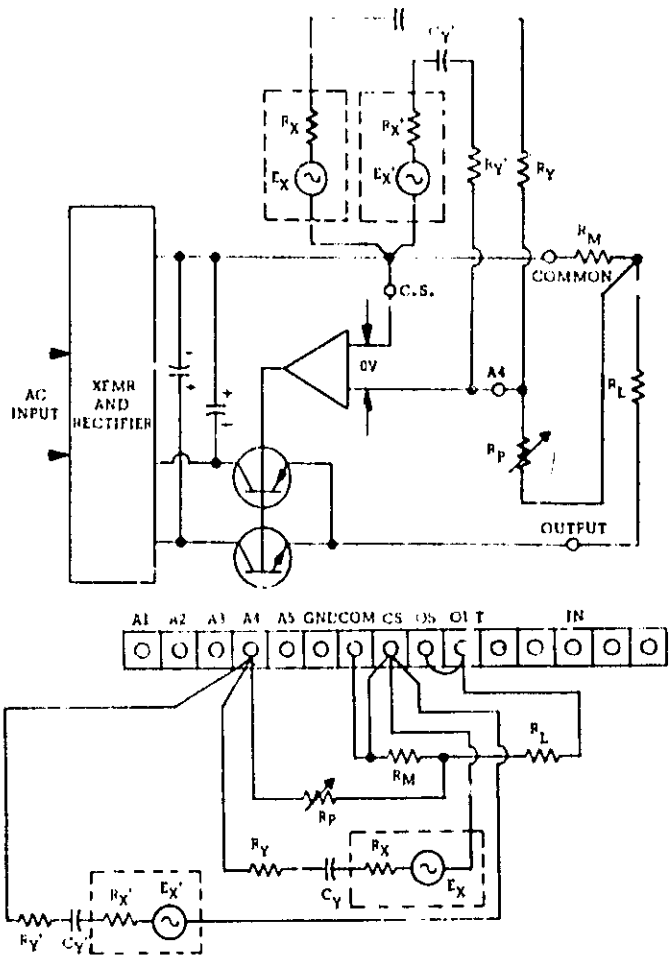 CY'
RX
RX'
EX
EX'
RY'
RY
RM
COMMON
C.S.
0V
A4
AC
INPUT
XFMR
AND
RECTIFIER
-
+
+
-
RL
RP
OUTPUT
A1 A2 A3 A4 A5 GND COM CS OS OUT IN
RM
RL
RP
RY
CY
RX
EX
RY'
CY'
RX'
EX'